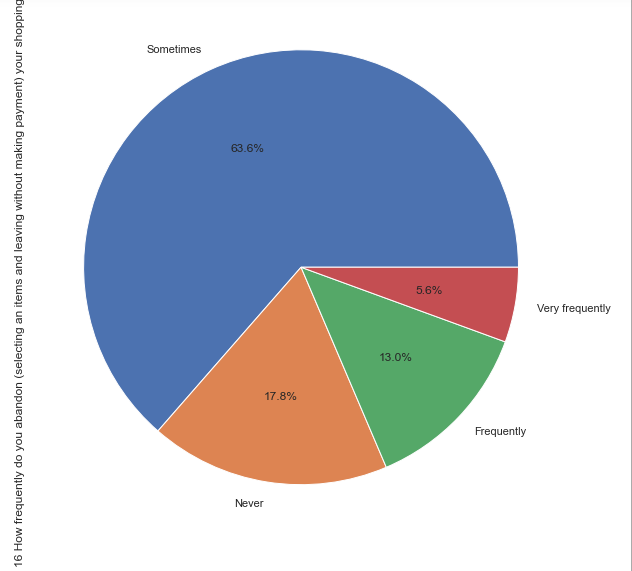 16 How frequently do you abandon (selecting an items and leaving without making payment) your shopping
Sometimes
63.6%
5.6%
Very frequently
13.0%
17.8%
Frequently
Never